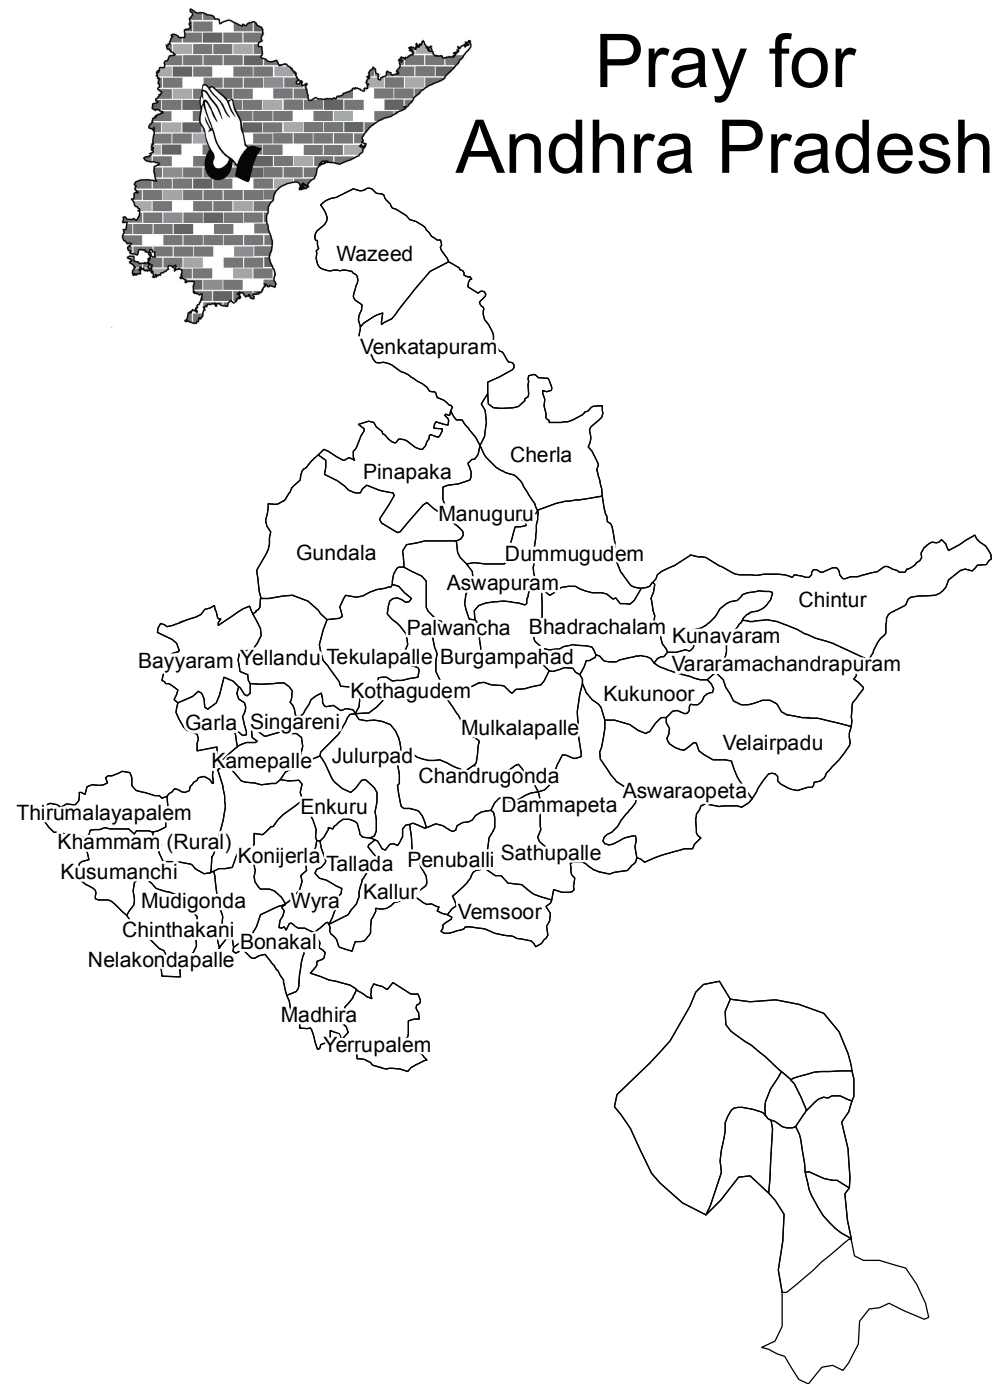 Pray for
Andhra Pradesh
Wazeed
Venkatapuram
Cherla
Pinapaka
Manuguru
Gundala
Dummugudem
Aswapuram
Chintur
Palwancha
Bhadrachalam
Kunavaram
Bayyaram
Yellandu
Tekulapalle
Burgampahad
Vararamachandrapuram
Kothagudem
Kukunoor
Garla
Singareni
Mulkalapalle
Velairpadu
Kamepalle
Julurpad
Chandrugonda
Aswaraopeta
Thirumalayapalem
Enkuru
Dammapeta
Khammam (Rural)
Konijerla
Tallada
Penuballi
Sathupalle
Kusumanchi
Kallur
Mudigonda
Wyra
Vemsoor
Chinthakani
Bonakal
Nelakondapalle
Madhira
Yerrupalem